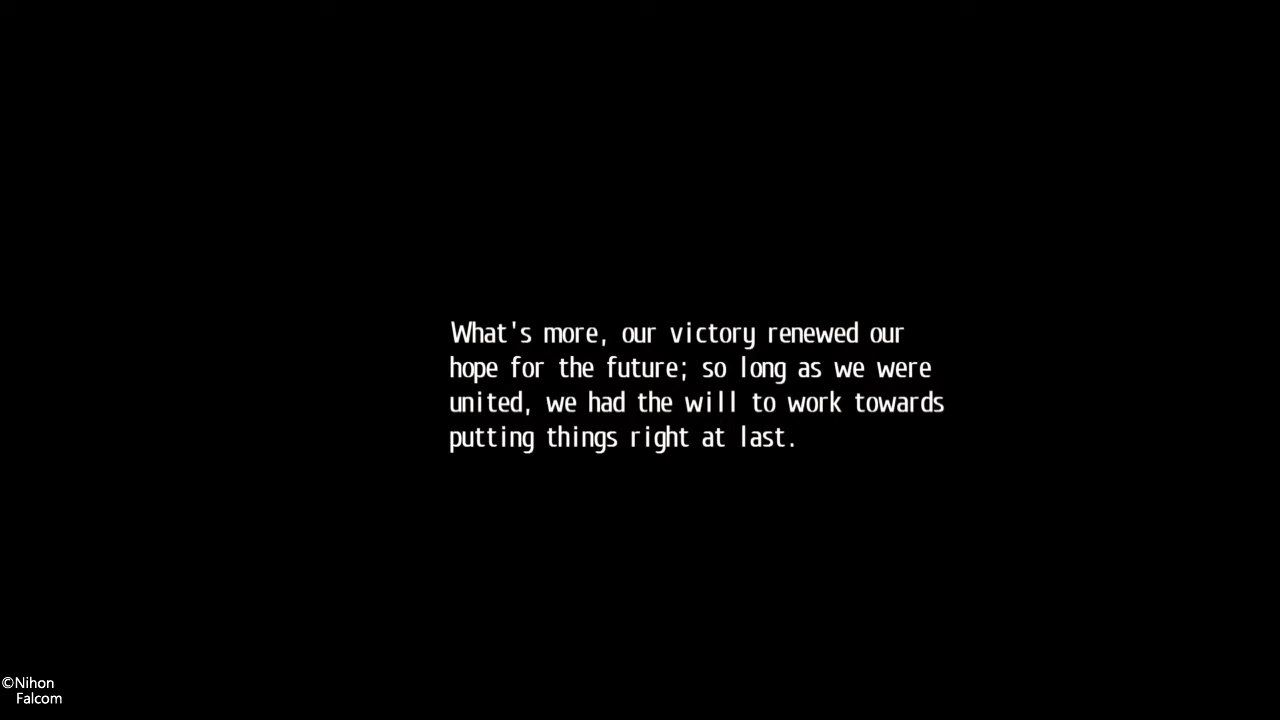 What's more, our victory renewed our
hope for the future; so long as we were
united, we had the will to work towards
putting things right at last.
©Nihon
Falcom